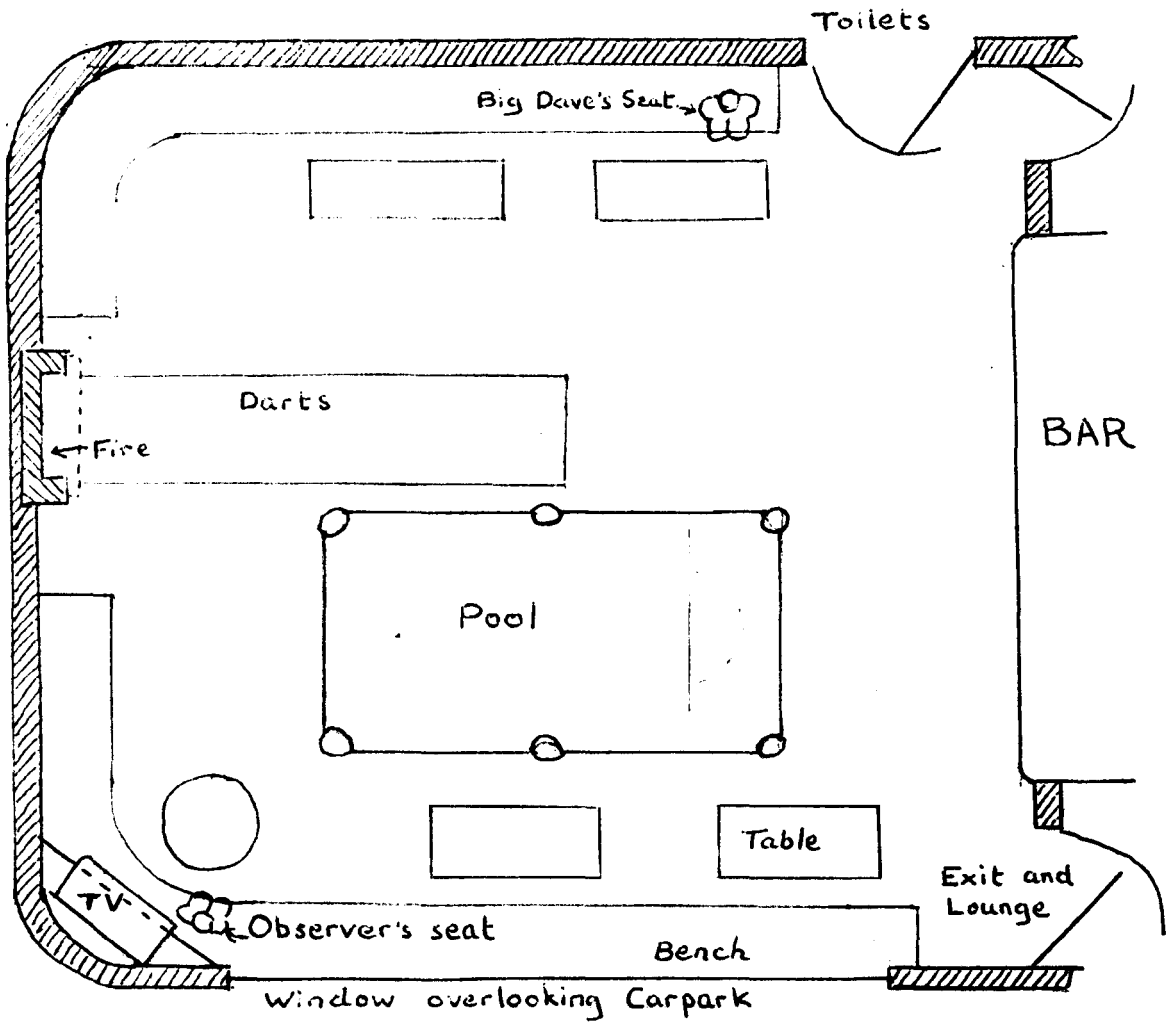 Toilets
Big Dave's Seat
Darts
Fire
BAR
Pool
Table
TV
Exit and
Lounge
Observer's seat
Bench
Window overlooking Carpark